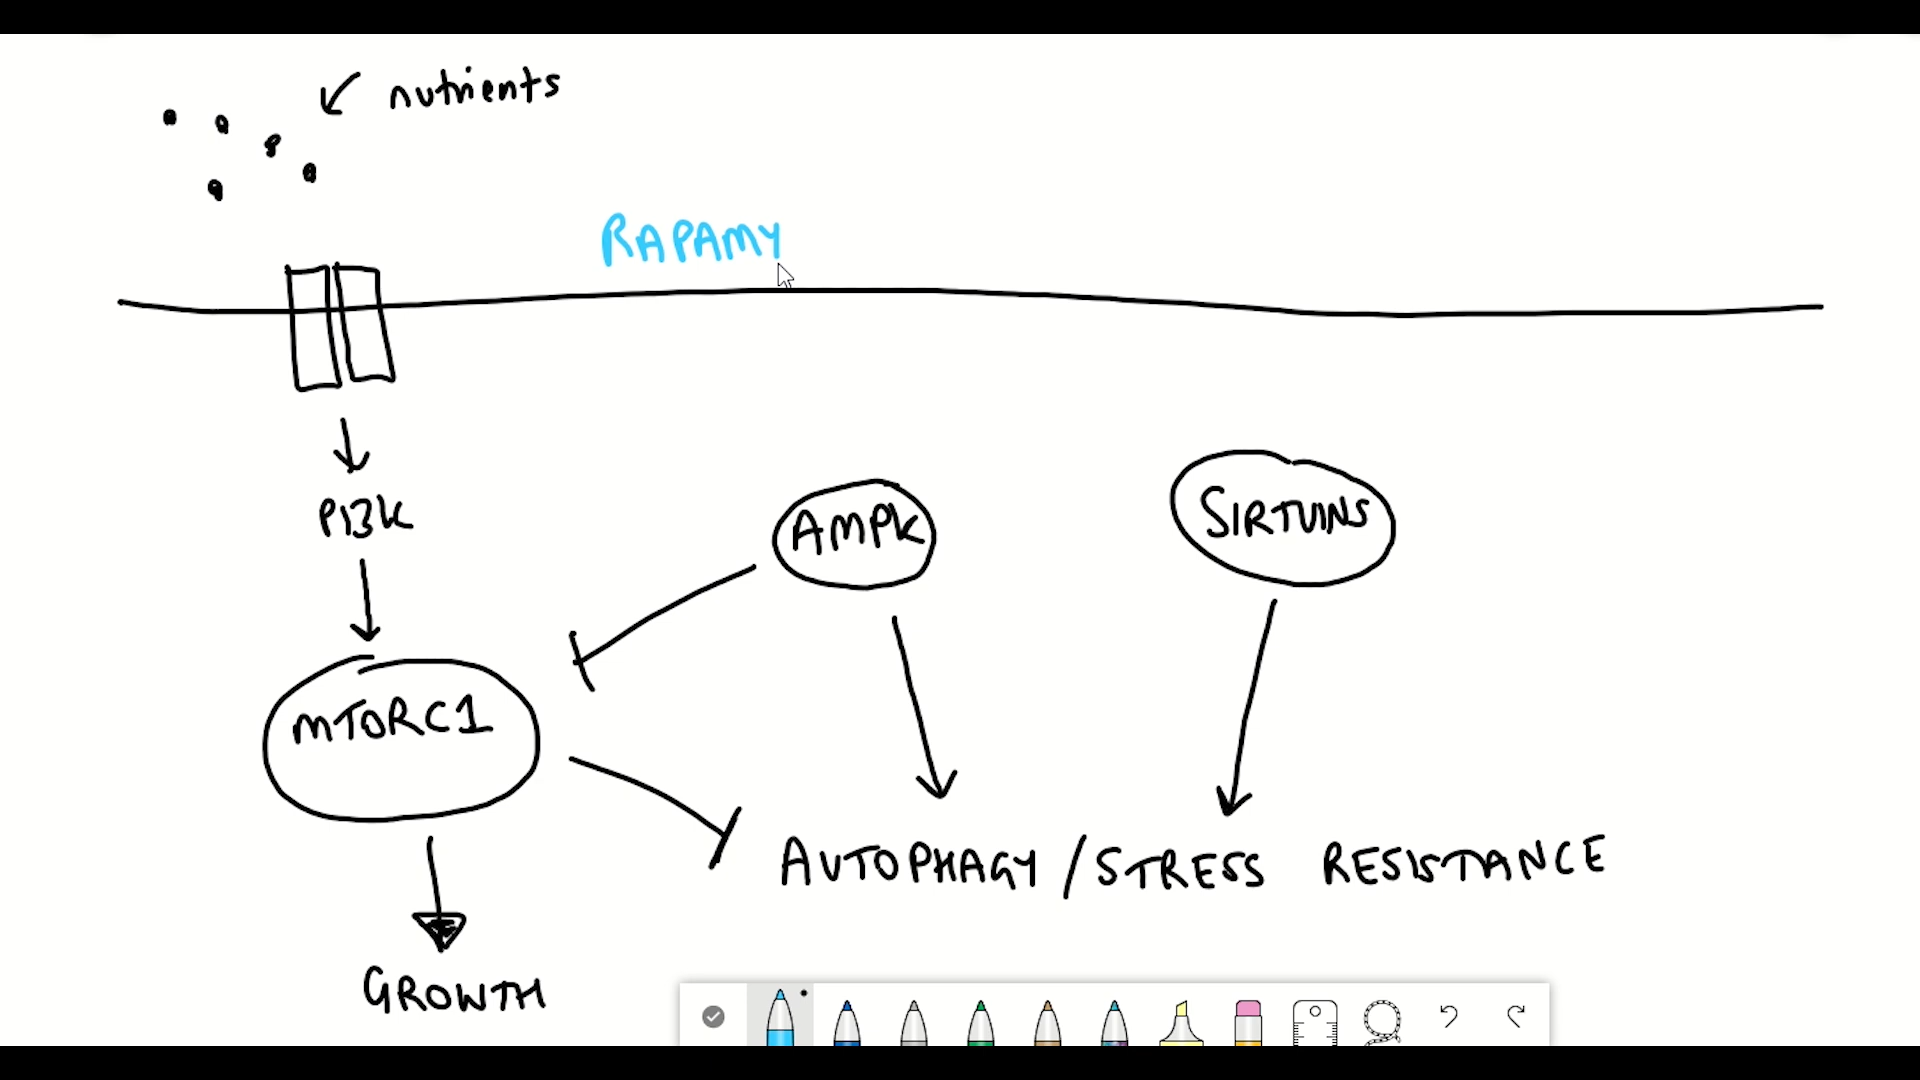 nutrients
RAPAMY
PI3K
AMPK
SIRTUINS
mTORC1
AUTOPHAGY / STRESS RESISTANCE
GROWTH